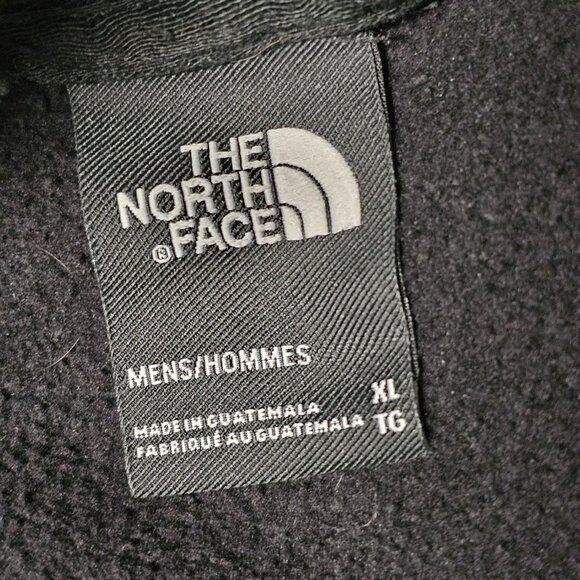 THE
NORTH
® FACE
MENS/HOMMES
MADE IN GUATEMALA XL
FABRIQUÉ AU GUATEMALA TG